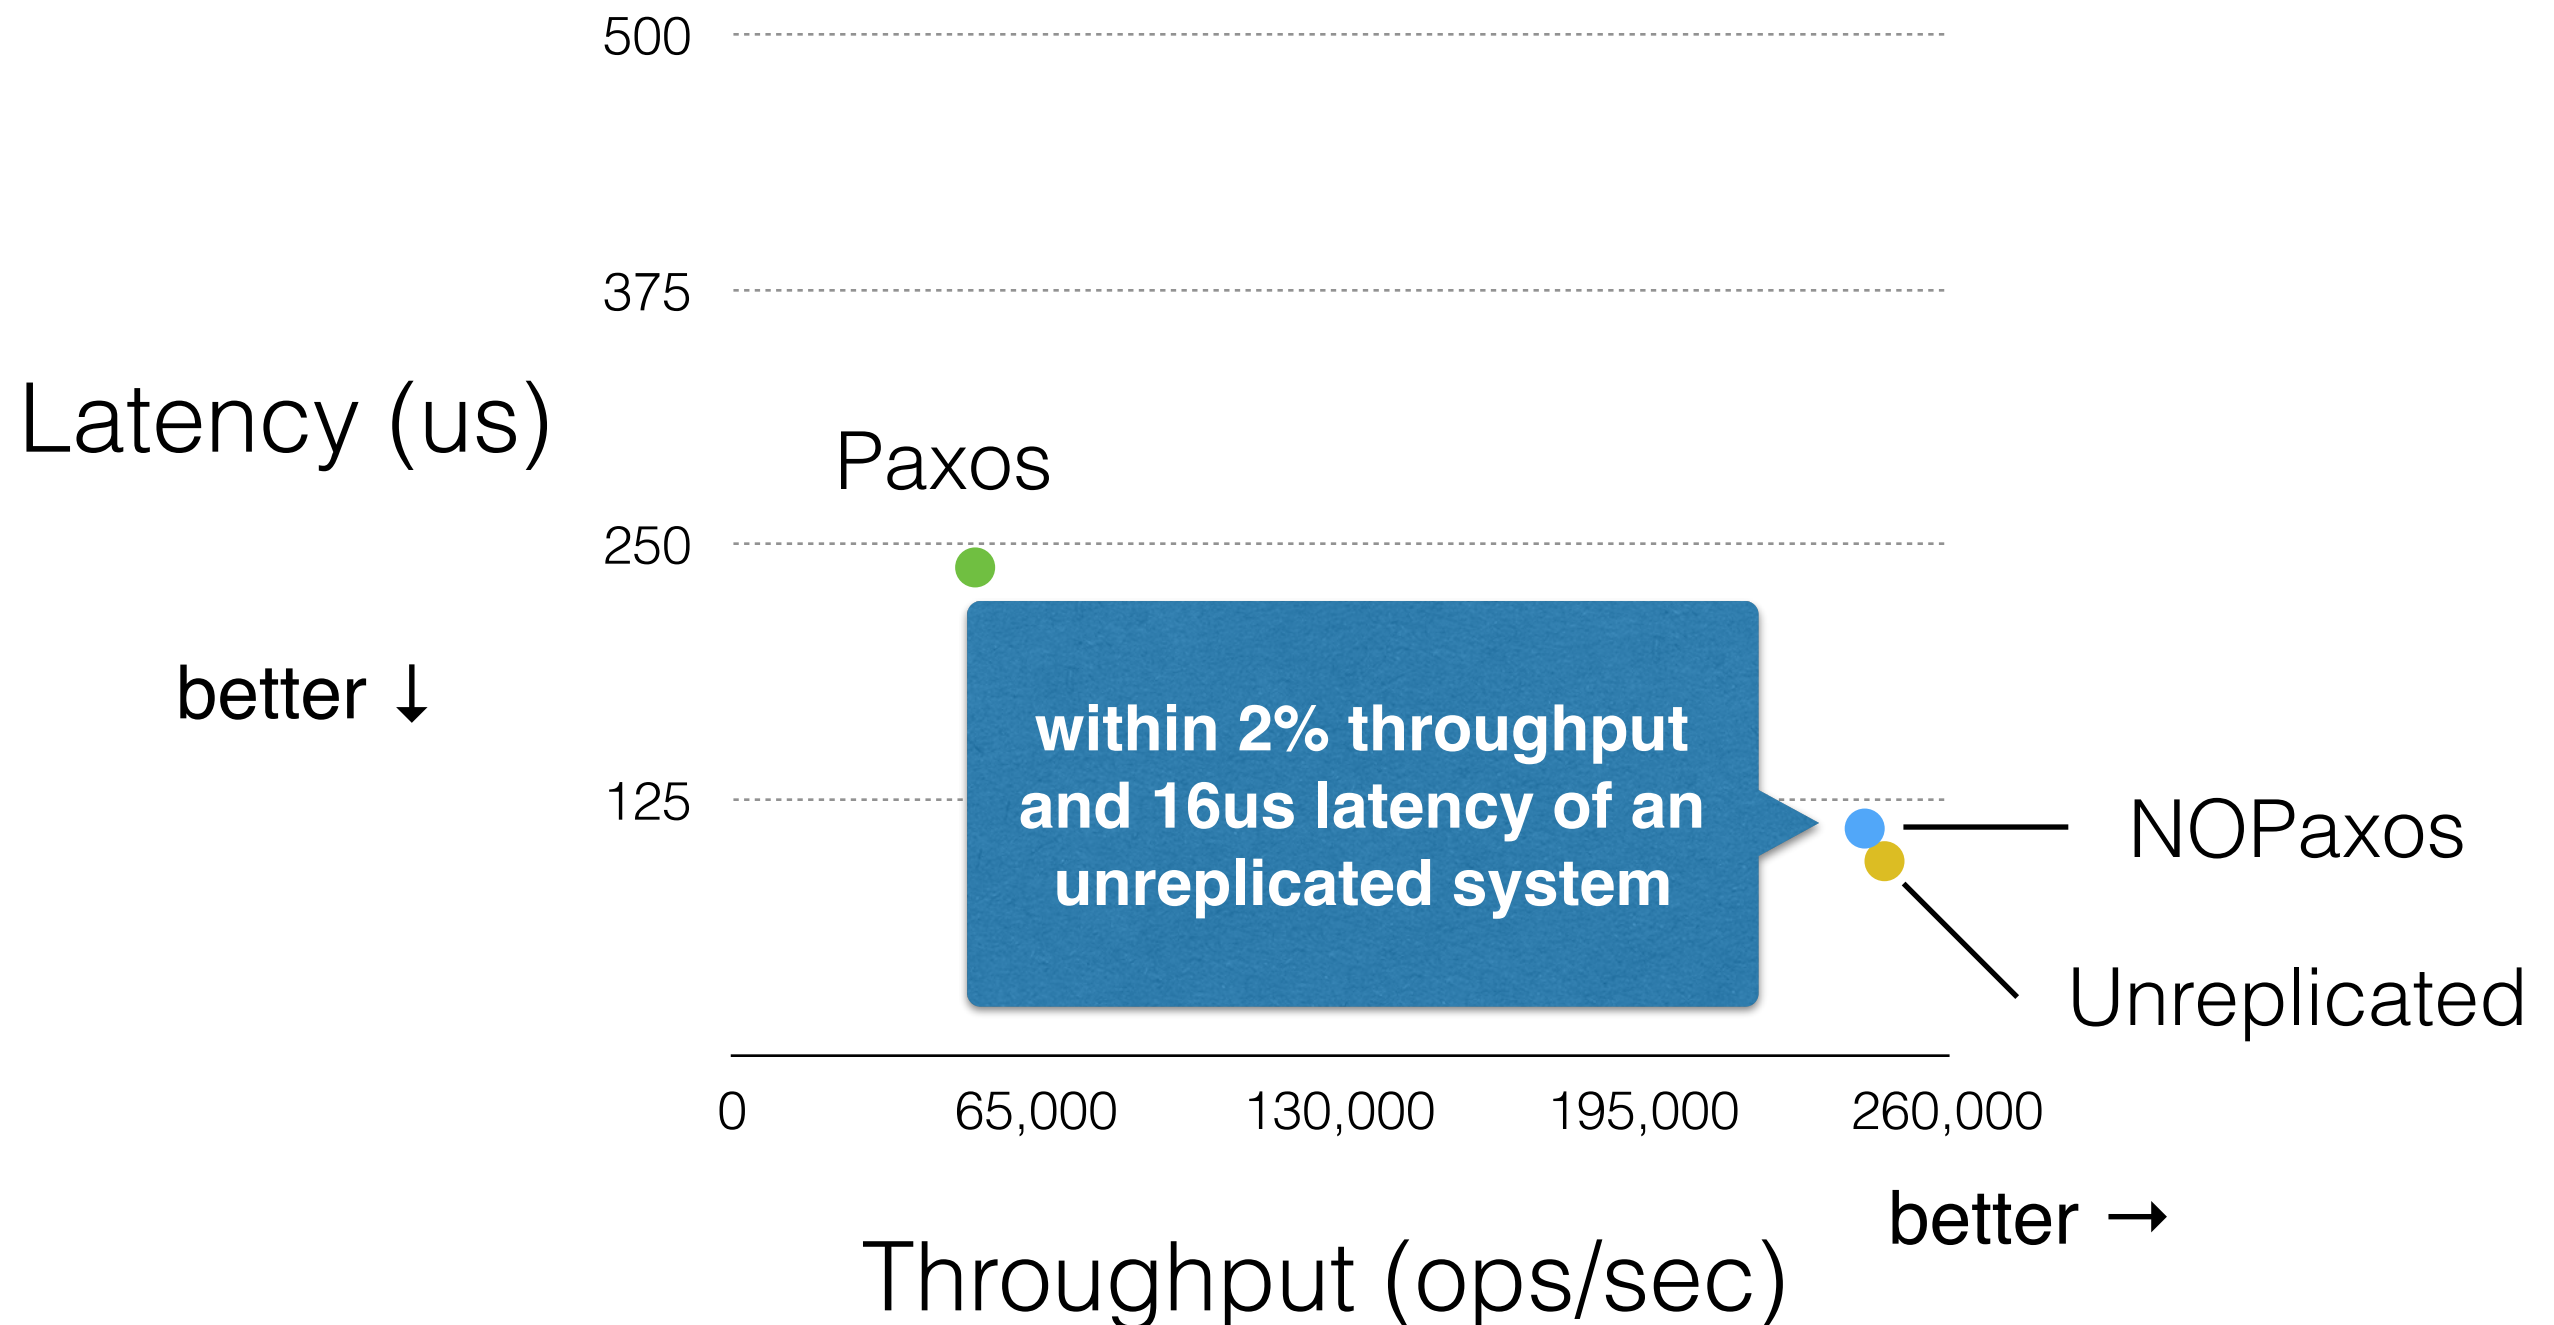 500
375
Latency (us)
Paxos
250
better ↓
within 2% throughput
and 16us latency of an
unreplicated system
125
NOPaxos
Unreplicated
0 65,000 130,000 195,000 260,000
better →
Throughput (ops/sec)